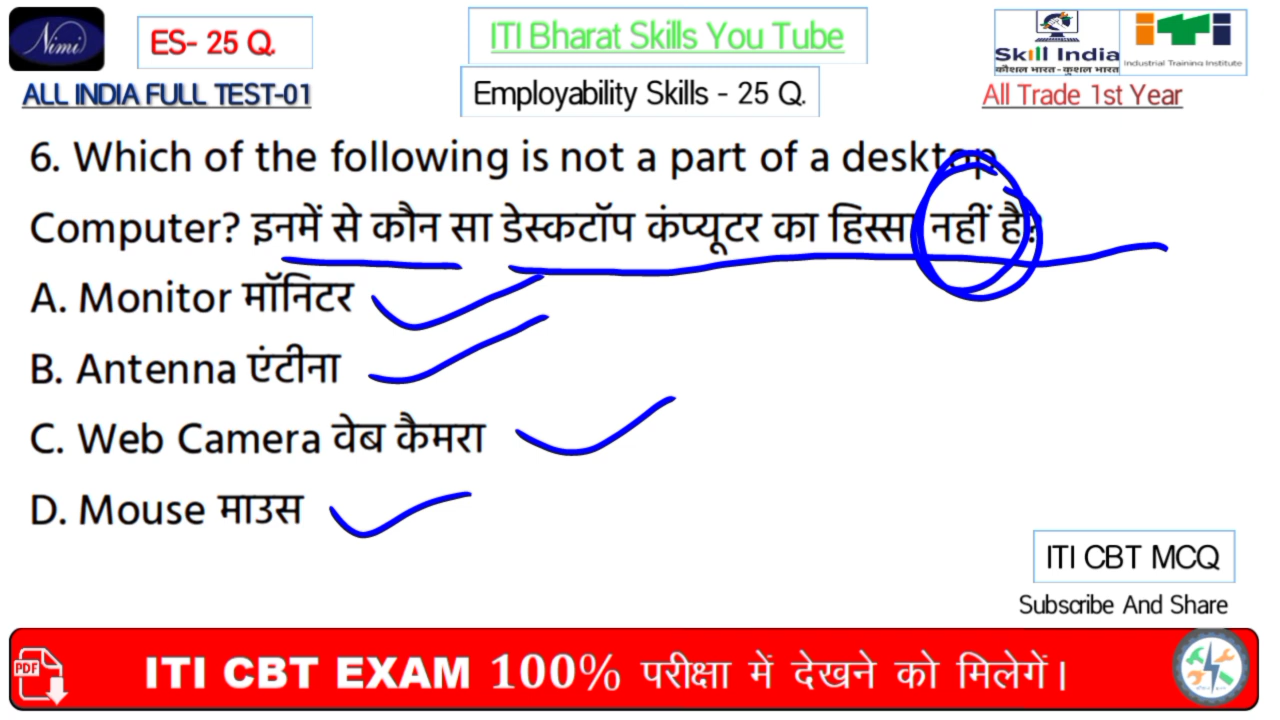 Nimi
ES- 25 Q.
ITI Bharat Skills You Tube
Skill India
कौशल भारत - कुशल भारत
iTi
Industrial Training Institute
ALL INDIA FULL TEST-01
Employability Skills - 25 Q.
All Trade 1st Year
6. Which of the following is not a part of a desktop
Computer? इनमें से कौन सा डेस्कटॉप कंप्यूटर का हिस्सा नहीं है?
A. Monitor मॉनिटर
B. Antenna एंटीना
C. Web Camera वेब कैमरा
D. Mouse माउस
ITI CBT MCQ
Subscribe And Share
PDF
ITI CBT EXAM 100% परीक्षा में देखने को मिलेगें।